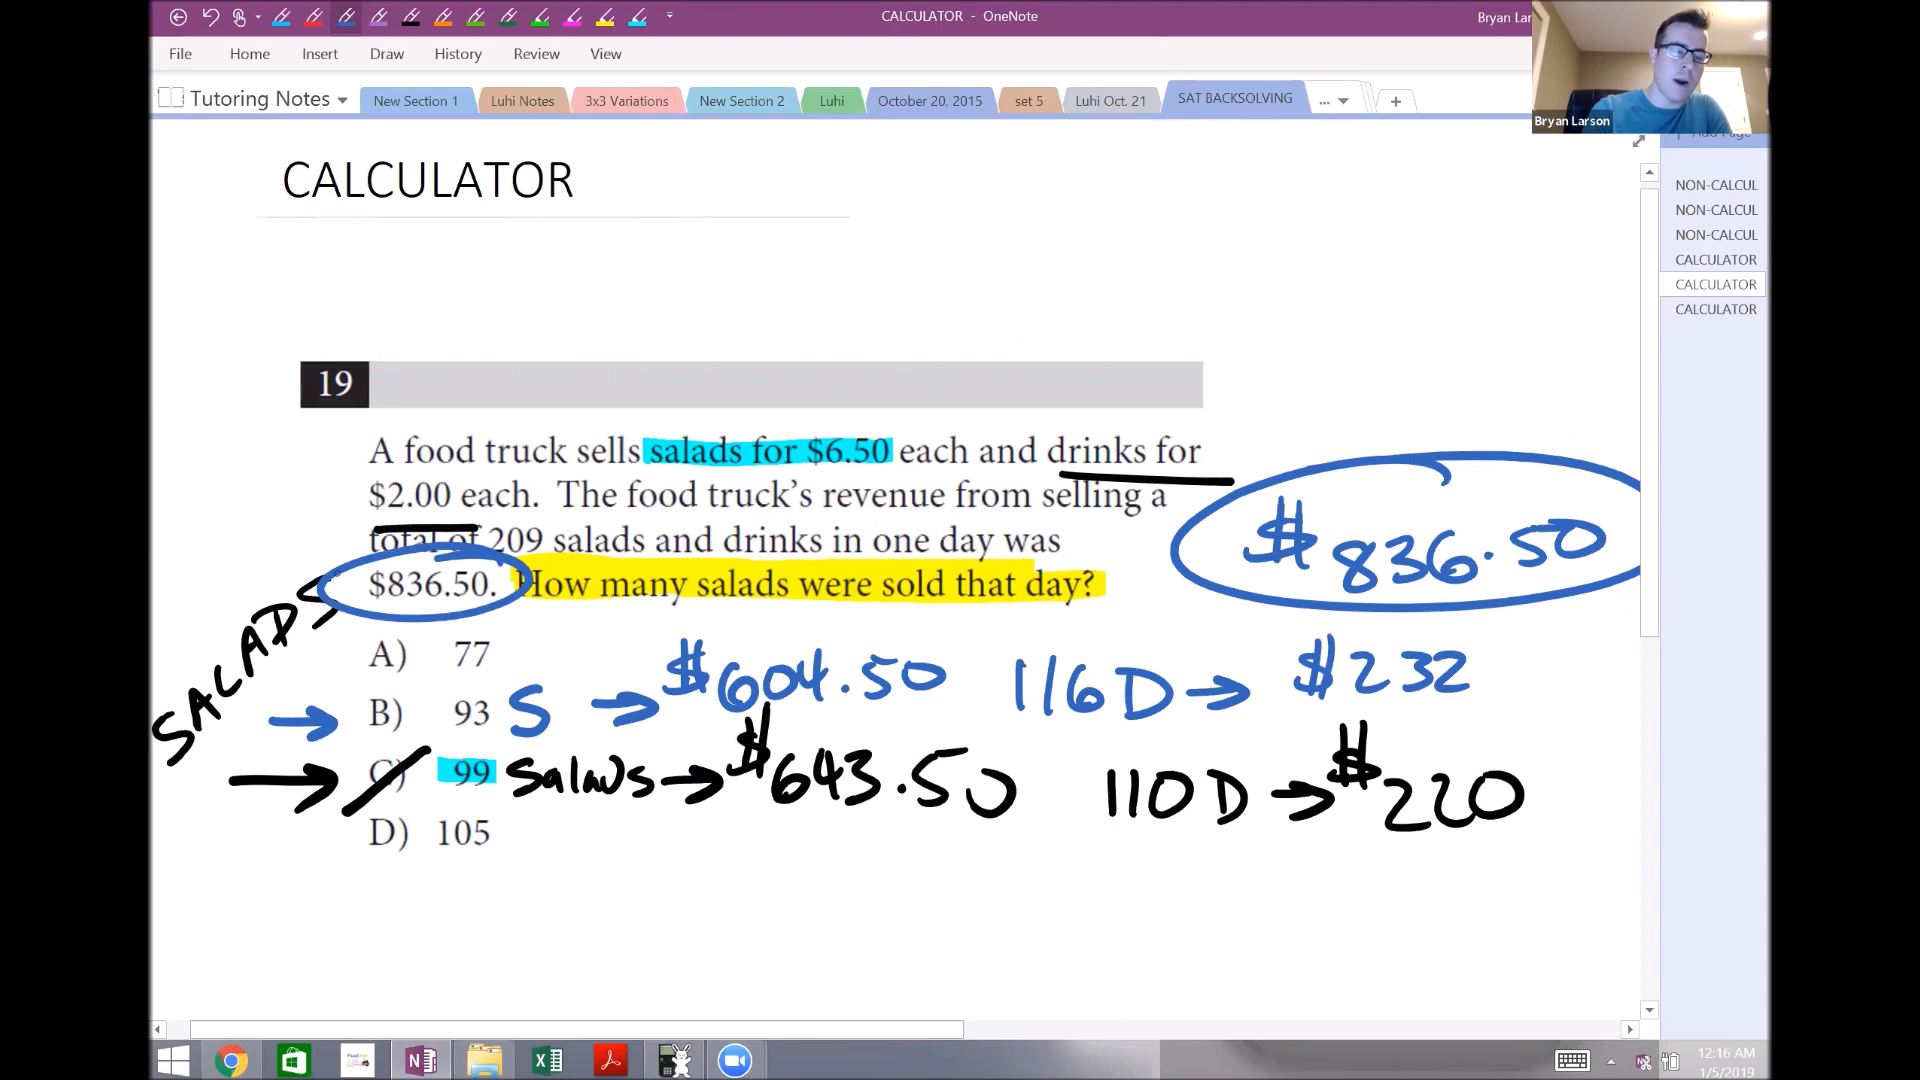 CALCULATOR - OneNote
Bryan Lar
File Home Insert Draw History Review View
Tutoring Notes New Section 1 Luhi Notes 3x3 Variations New Section 2 Luhi October 20, 2015 set 5 Luhi Oct. 21 SAT BACKSOLVING ... +
Bryan Larson
Add Page
NON-CALCUL
NON-CALCUL
NON-CALCUL
CALCULATOR
CALCULATOR
CALCULATOR
CALCULATOR
19
A food truck sells salads for $6.50 each and drinks for
$2.00 each. The food truck's revenue from selling a
total of 209 salads and drinks in one day was
$836.50. How many salads were sold that day?
$836.50
SALADS
A) 77
B) 93 S → $604.50 116 D → $232
C) 99 salads → $643.50 110 D → $220
D) 105
12:16 AM
1/5/2019